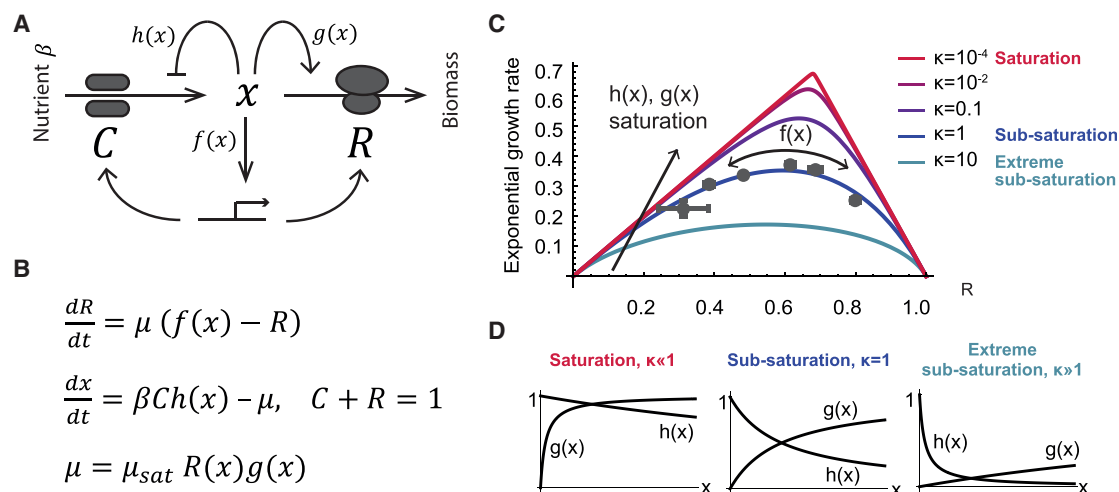 A
h(x)
g(x)
Nutrient β
x
Biomass
C
f(x)
R
B
dR/dt = μ (f(x) − R)
dx/dt = βCh(x) − μ, C + R = 1
μ = μsat R(x)g(x)
C
Exponential growth rate
0.7
0.6
0.5
0.4
0.3
0.2
0.1
h(x), g(x)
saturation
f(x)
κ=10⁻⁴ Saturation
κ=10⁻²
κ=0.1
κ=1 Sub-saturation
κ=10 Extreme
sub-saturation
0.2 0.4 0.6 0.8 1.0
R
D
Saturation, κ≪1
1
g(x)
h(x)
x
Sub-saturation, κ=1
1
g(x)
h(x)
x
Extreme
sub-saturation, κ≫1
1
h(x)
g(x)
x